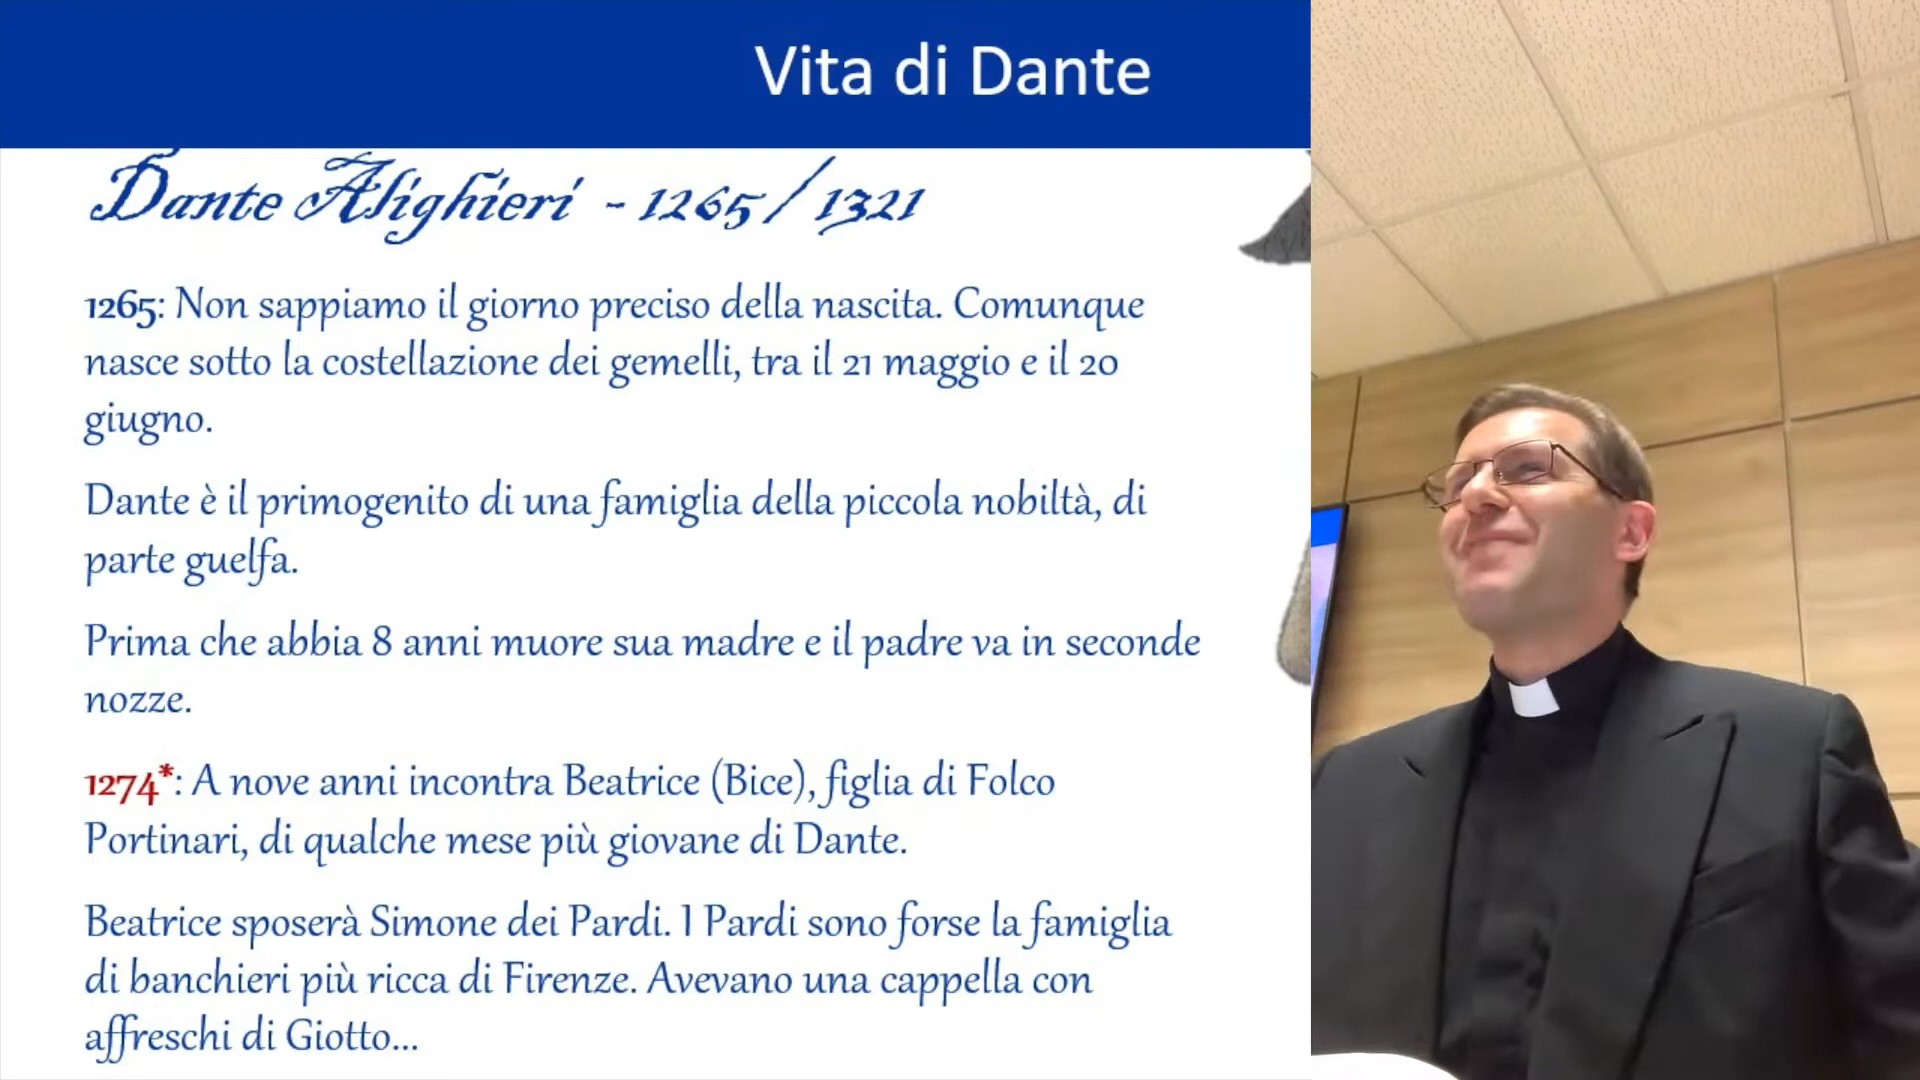 Vita di Dante
Dante Alighieri - 1265/1321
1265: Non sappiamo il giorno preciso della nascita. Comunque
nasce sotto la costellazione dei gemelli, tra il 21 maggio e il 20
giugno.
Dante è il primogenito di una famiglia della piccola nobiltà, di
parte guelfa.
Prima che abbia 8 anni muore sua madre e il padre va in seconde
nozze.
1274*: A nove anni incontra Beatrice (Bice), figlia di Folco
Portinari, di qualche mese più giovane di Dante.
Beatrice sposerà Simone dei Pardi. I Pardi sono forse la famiglia
di banchieri più ricca di Firenze. Avevano una cappella con
affreschi di Giotto...